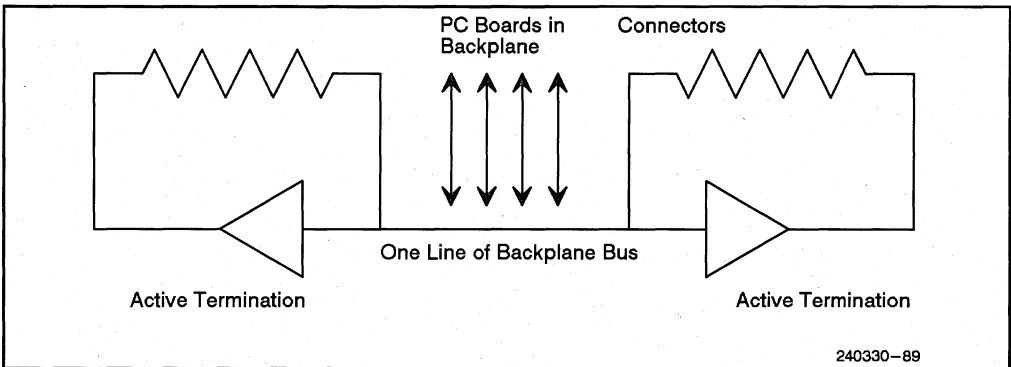 PC Boards in
Backplane
Connectors
One Line of Backplane Bus
Active Termination
Active Termination
240330-89